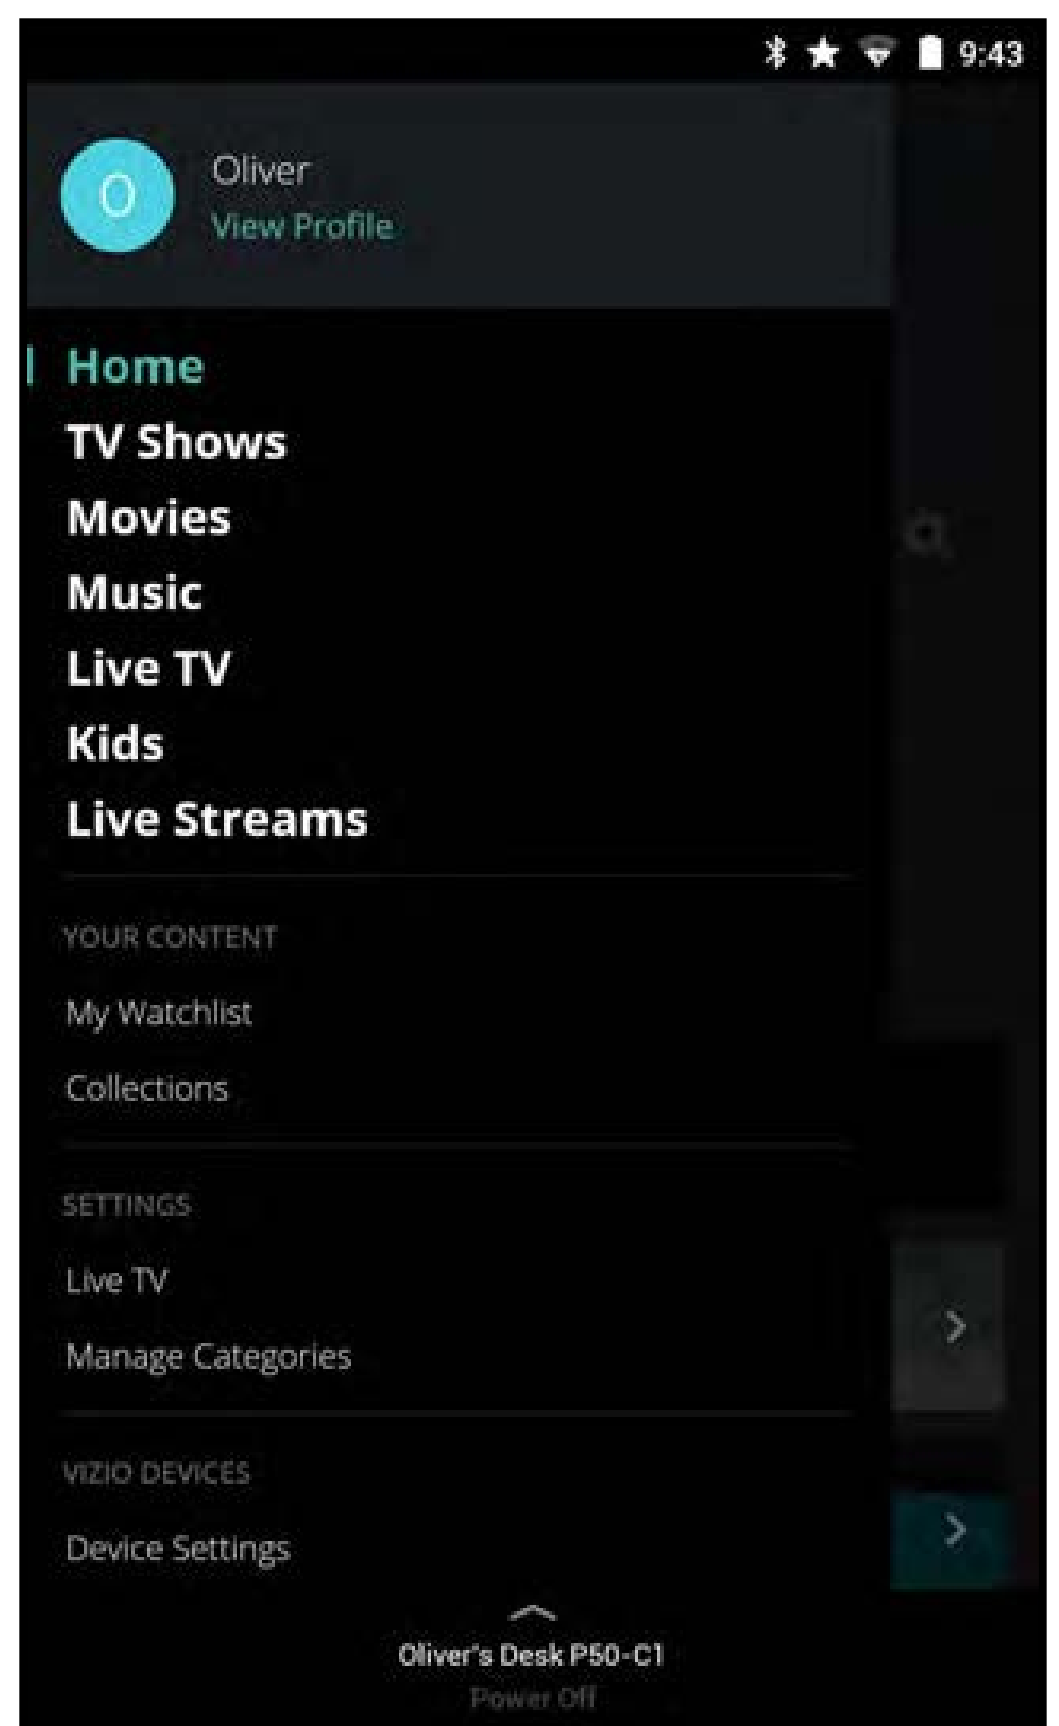 9:43
O
Oliver
View Profile
Home
TV Shows
Movies
Music
Live TV
Kids
Live Streams
YOUR CONTENT
My Watchlist
Collections
SETTINGS
Live TV
Manage Categories
VIZIO DEVICES
Device Settings
Oliver's Desk P50-C1
Power Off